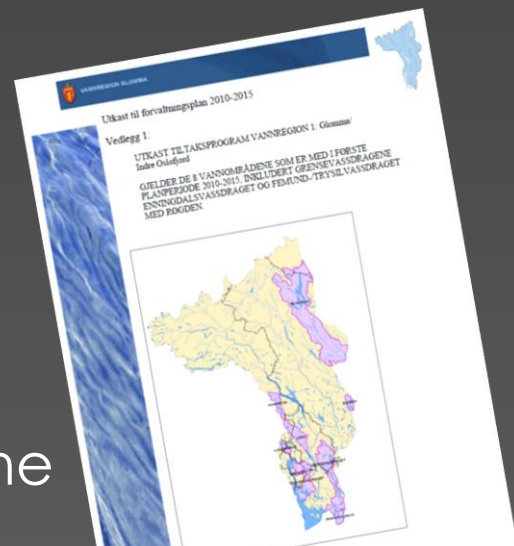 VANNREGION GLOMMA
Utkast til forvaltningsplan 2010-2015
Vedlegg 1:
UTKAST TILTAKSPROGRAM VANNREGION 1: Glomma/
Indre Oslofjord
GJELDER DE 8 VANNOMRÅDENE SOM ER MED I FØRSTE
PLANPERIODE 2010-2015, INKLUDERT GRENSEVASSDRAGENE
ENNINGDALSVASSDRAGET OG FEMUND-/TRYSILVASSDRAGET
MED RØGDEN.
ne